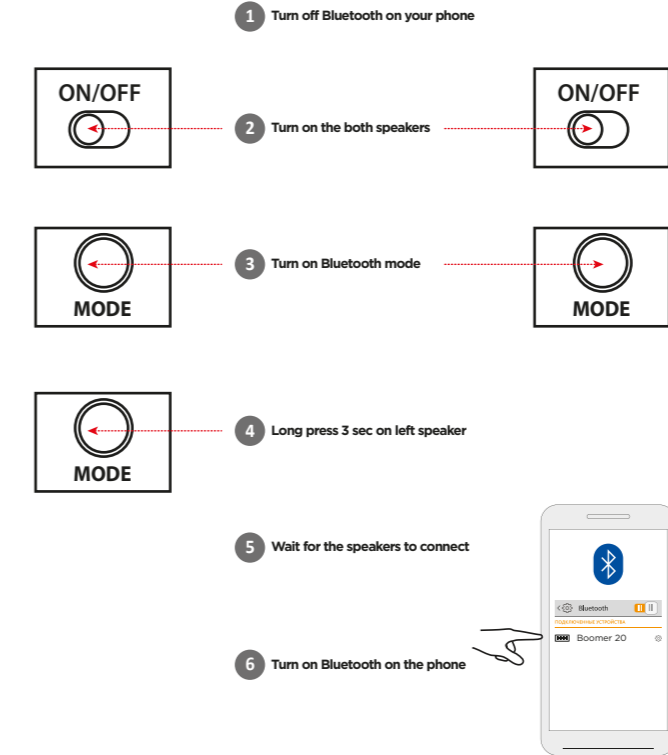 1 Turn off Bluetooth on your phone
ON/OFF
2 Turn on the both speakers
ON/OFF
3 Turn on Bluetooth mode
MODE
MODE
4 Long press 3 sec on left speaker
MODE
5 Wait for the speakers to connect
Bluetooth
ПОДКЛЮЧЕННЫЕ УСТРОЙСТВА
Boomer 20
6 Turn on Bluetooth on the phone